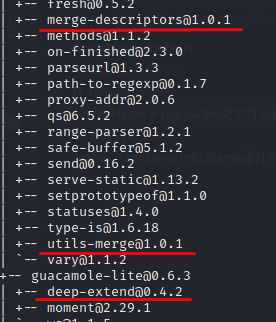 | +-- fresh@0.5.2
| +-- merge-descriptors@1.0.1
| +-- methods@1.1.2
| +-- on-finished@2.3.0
| +-- parseurl@1.3.3
| +-- path-to-regexp@0.1.7
| +-- proxy-addr@2.0.6
| +-- qs@6.5.2
| +-- range-parser@1.2.1
| +-- safe-buffer@5.1.2
| +-- send@0.16.2
| +-- serve-static@1.13.2
| +-- setprototypeof@1.1.0
| +-- statuses@1.4.0
| +-- type-is@1.6.18
| +-- utils-merge@1.0.1
| `-- vary@1.1.2
+-- guacamole-lite@0.6.3
| +-- deep-extend@0.4.2
| +-- moment@2.29.1